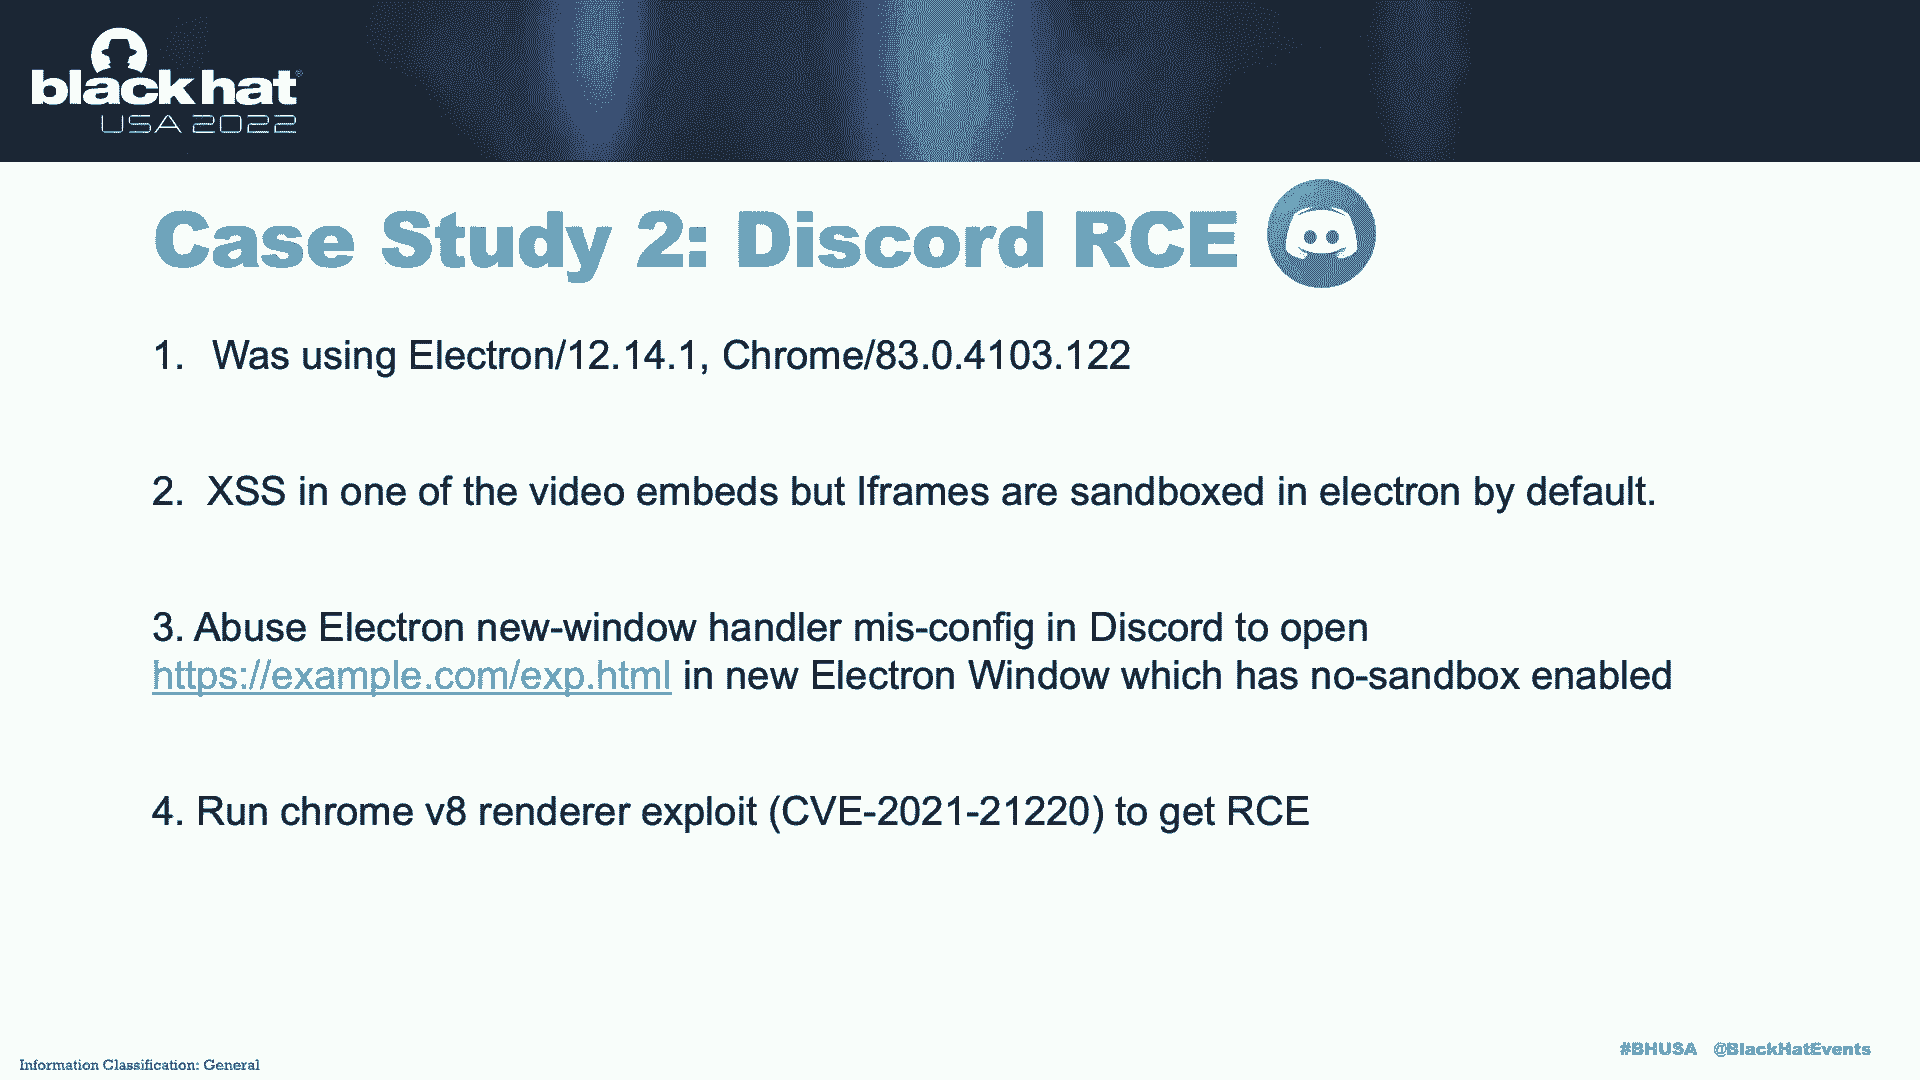 black hat®
USA 2022
Case Study 2: Discord RCE
1. Was using Electron/12.14.1, Chrome/83.0.4103.122
2. XSS in one of the video embeds but Iframes are sandboxed in electron by default.
3. Abuse Electron new-window handler mis-config in Discord to open
https://example.com/exp.html in new Electron Window which has no-sandbox enabled
4. Run chrome v8 renderer exploit (CVE-2021-21220) to get RCE
#BHUSA @BlackHatEvents
Information Classification: General